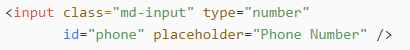 <input class="md-input" type="number"
id="phone" placeholder="Phone Number" />